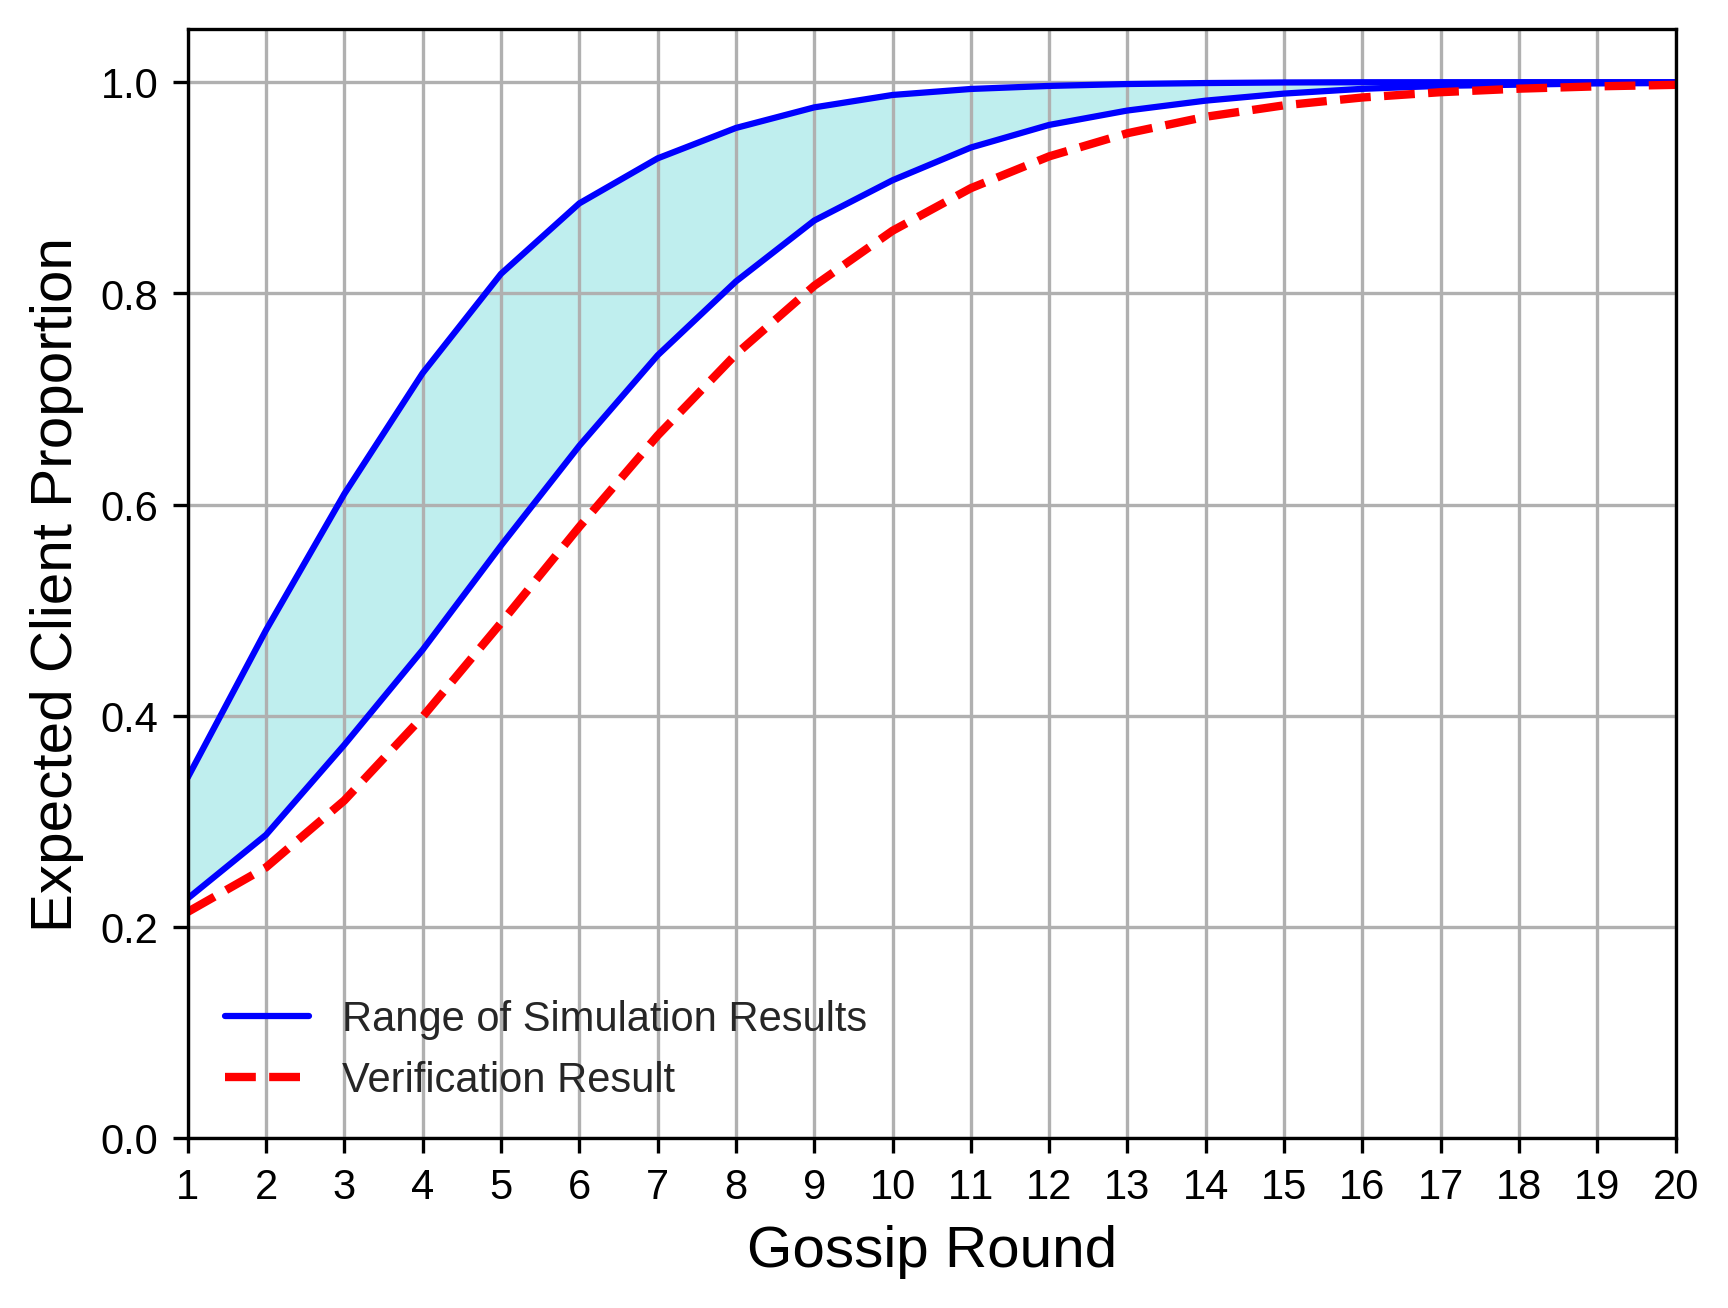 Expected Client Proportion
1.0
0.8
0.6
0.4
0.2
0.0
Range of Simulation Results
Verification Result
1 2 3 4 5 6 7 8 9 10 11 12 13 14 15 16 17 18 19 20
Gossip Round